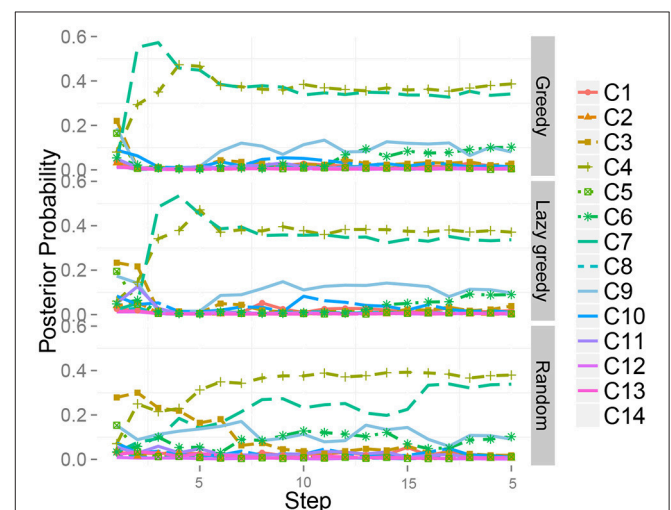 0.6
0.4
0.2
0.0
Greedy
0.6
0.4
0.2
0.0
Lazy greedy
0.6
0.4
0.2
0.0
Random
Posterior Probability
5
10
15
5
Step
C1
C2
C3
C4
C5
C6
C7
C8
C9
C10
C11
C12
C13
C14